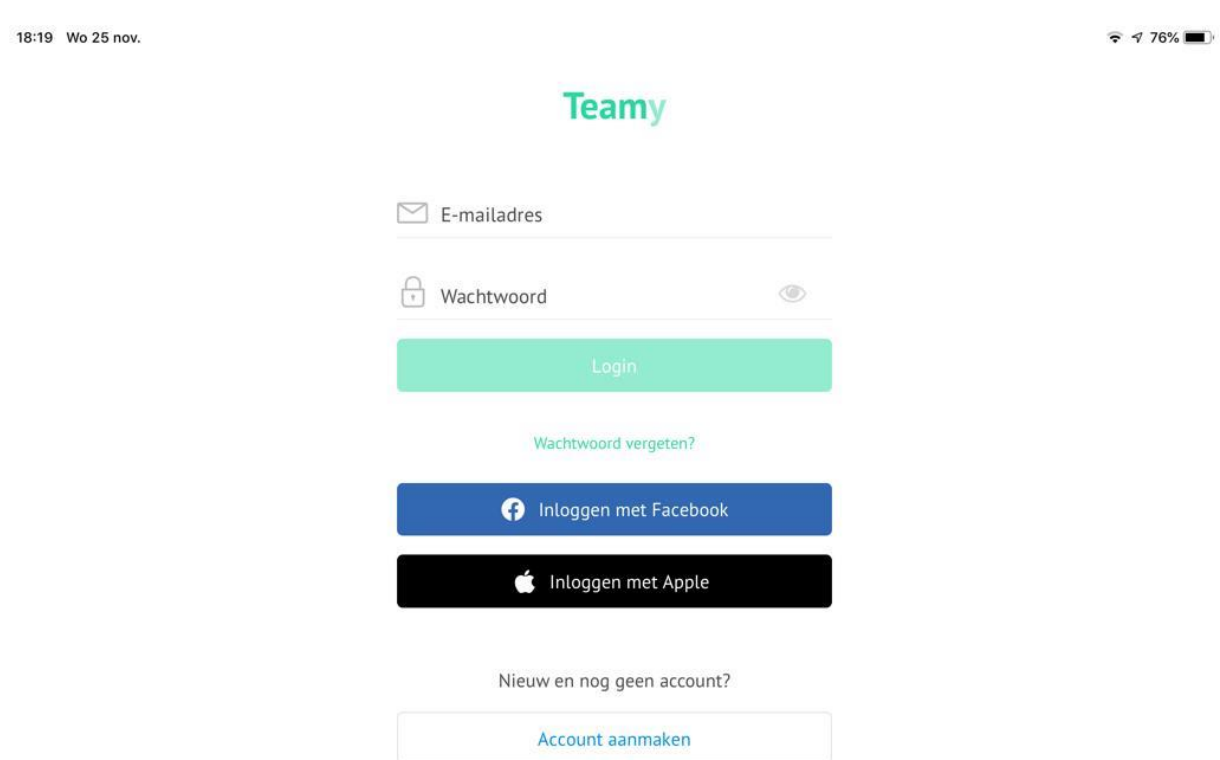 18:19 Wo 25 nov.
76%
Teamy
E-mailadres
Wachtwoord
Login
Wachtwoord vergeten?
Inloggen met Facebook
Inloggen met Apple
Nieuw en nog geen account?
Account aanmaken